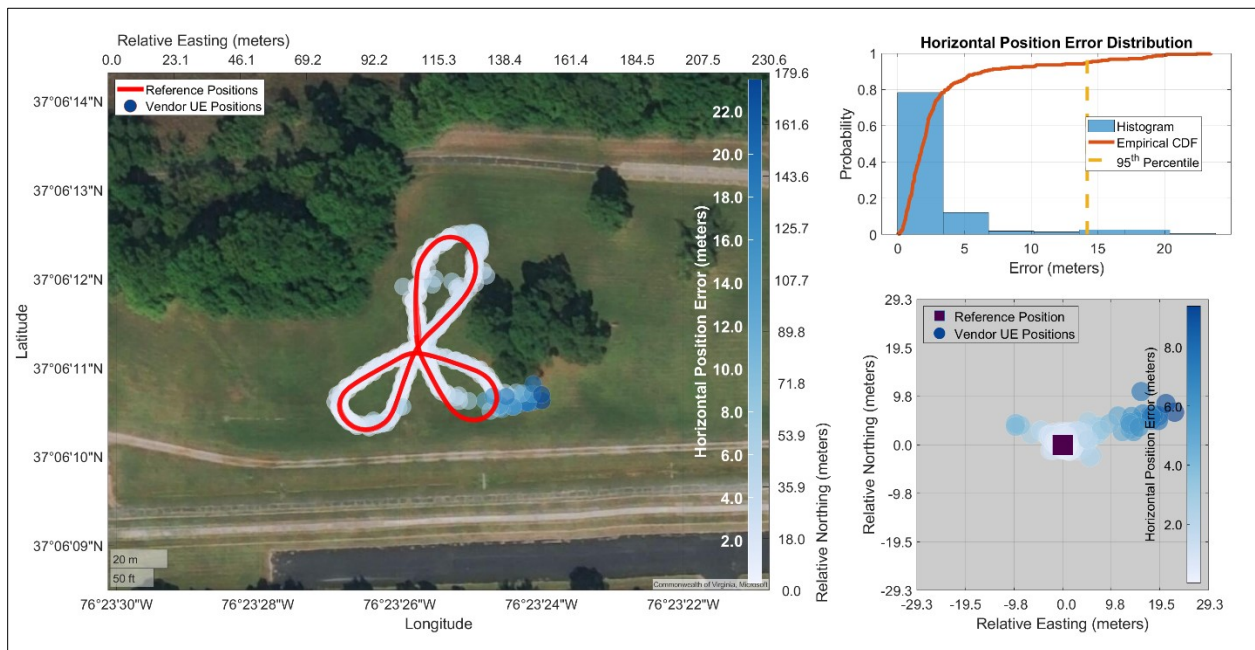 Relative Easting (meters)
0.0 23.1 46.1 69.2 92.2 115.3 138.4 161.4 184.5 207.5 230.6
Reference Positions
Vendor UE Positions
37°06'14"N
37°06'13"N
37°06'12"N
37°06'11"N
37°06'10"N
37°06'09"N
Latitude
20 m
50 ft
Commonwealth of Virginia, Microsoft
76°23'30"W 76°23'28"W 76°23'26"W 76°23'24"W 76°23'22"W
Longitude
Horizontal Position Error (meters)
22.0
20.0
18.0
16.0
14.0
12.0
10.0
8.0
6.0
4.0
2.0
179.6
161.6
143.6
125.7
107.7
89.8
71.8
53.9
35.9
18.0
0.0
Relative Northing (meters)
Horizontal Position Error Distribution
1
0.8
0.6
0.4
0.2
0
Probability
Histogram
Empirical CDF
95th Percentile
0 5 10 15 20
Error (meters)
29.3
19.5
9.8
0.0
-9.8
-19.5
-29.3
Relative Northing (meters)
Reference Position
Vendor UE Positions
Horizontal Position Error (meters)
8.0
6.0
4.0
2.0
-29.3 -19.5 -9.8 0.0 9.8 19.5 29.3
Relative Easting (meters)